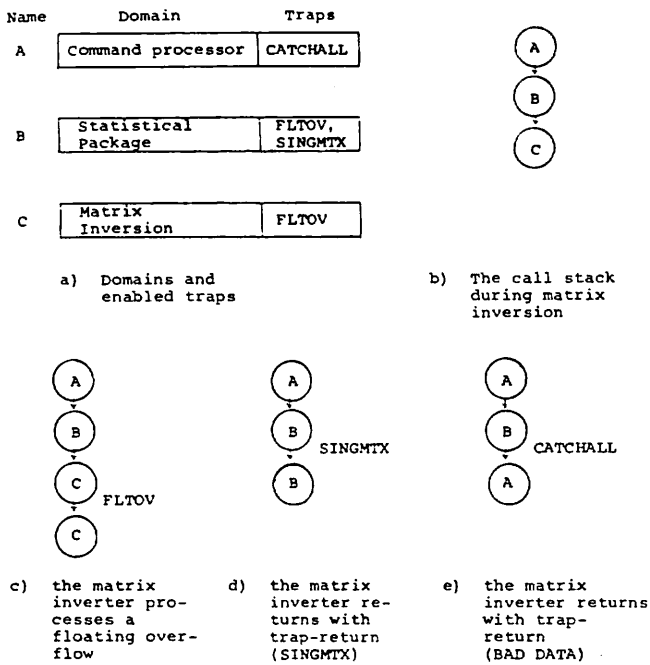 Name Domain Traps
A Command processor CATCHALL
B Statistical Package FLTOV, SINGMTX
C Matrix Inversion FLTOV
a) Domains and
enabled traps
A
B
C
b) The call stack
during matrix
inversion
A
B
C
FLTOV
C
c) the matrix
inverter pro-
cesses a
floating over-
flow
A
B
SINGMTX
B
d) the matrix
inverter re-
turns with
trap-return
(SINGMTX)
A
B
CATCHALL
A
e) the matrix
inverter returns
with trap-
return
(BAD DATA)